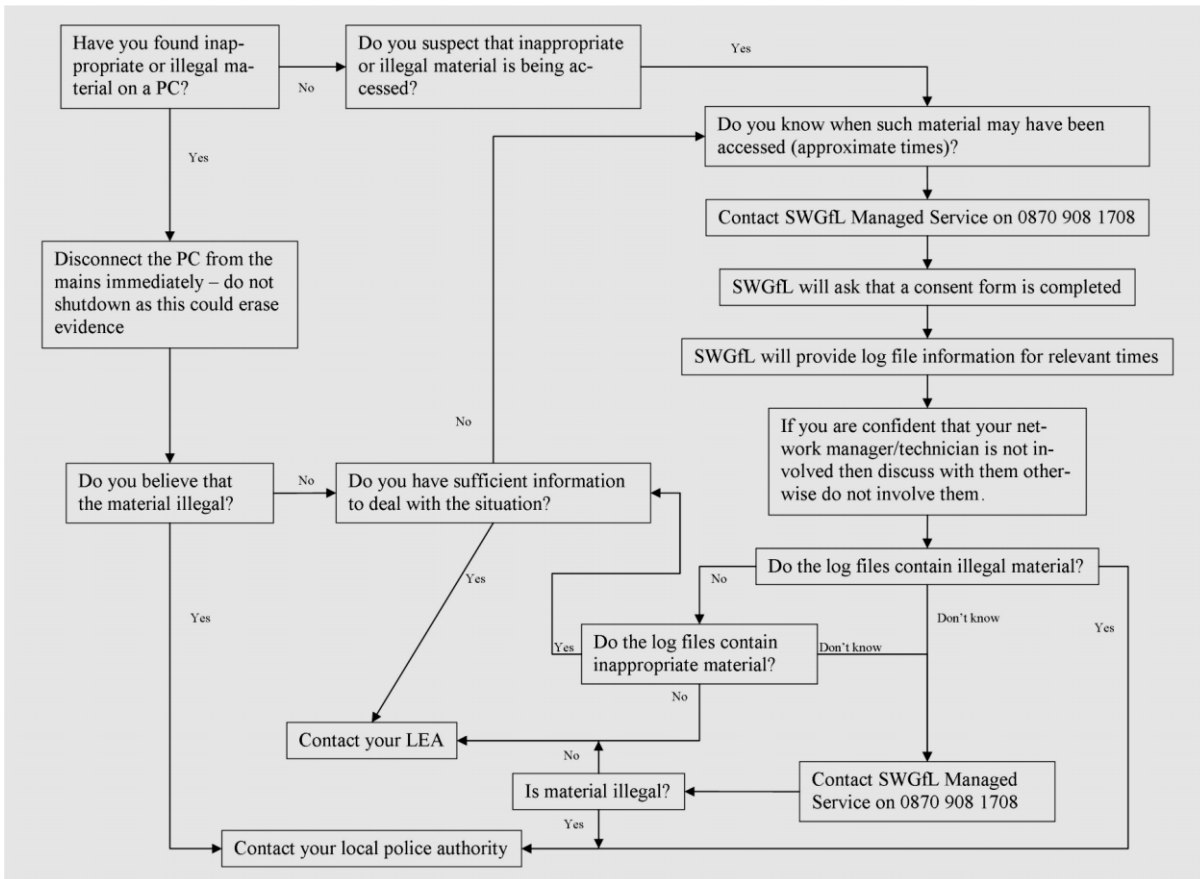 Have you found inap-
propriate or illegal ma-
terial on a PC?
No
Do you suspect that inappropriate
or illegal material is being ac-
cessed?
Yes
Do you know when such material may have been
accessed (approximate times)?
Yes
Contact SWGfL Managed Service on 0870 908 1708
Disconnect the PC from the
mains immediately – do not
shutdown as this could erase
evidence
SWGfL will ask that a consent form is completed
SWGfL will provide log file information for relevant times
No
If you are confident that your net-
work manager/technician is not in-
volved then discuss with them other-
wise do not involve them.
Do you believe that
the material illegal?
No
Do you have sufficient information
to deal with the situation?
Do the log files contain illegal material?
No
Yes
Yes
Don't know
Yes
Yes
Do the log files contain
inappropriate material?
Don't know
No
Contact your LEA
No
Is material illegal?
Contact SWGfL Managed
Service on 0870 908 1708
Yes
Contact your local police authority